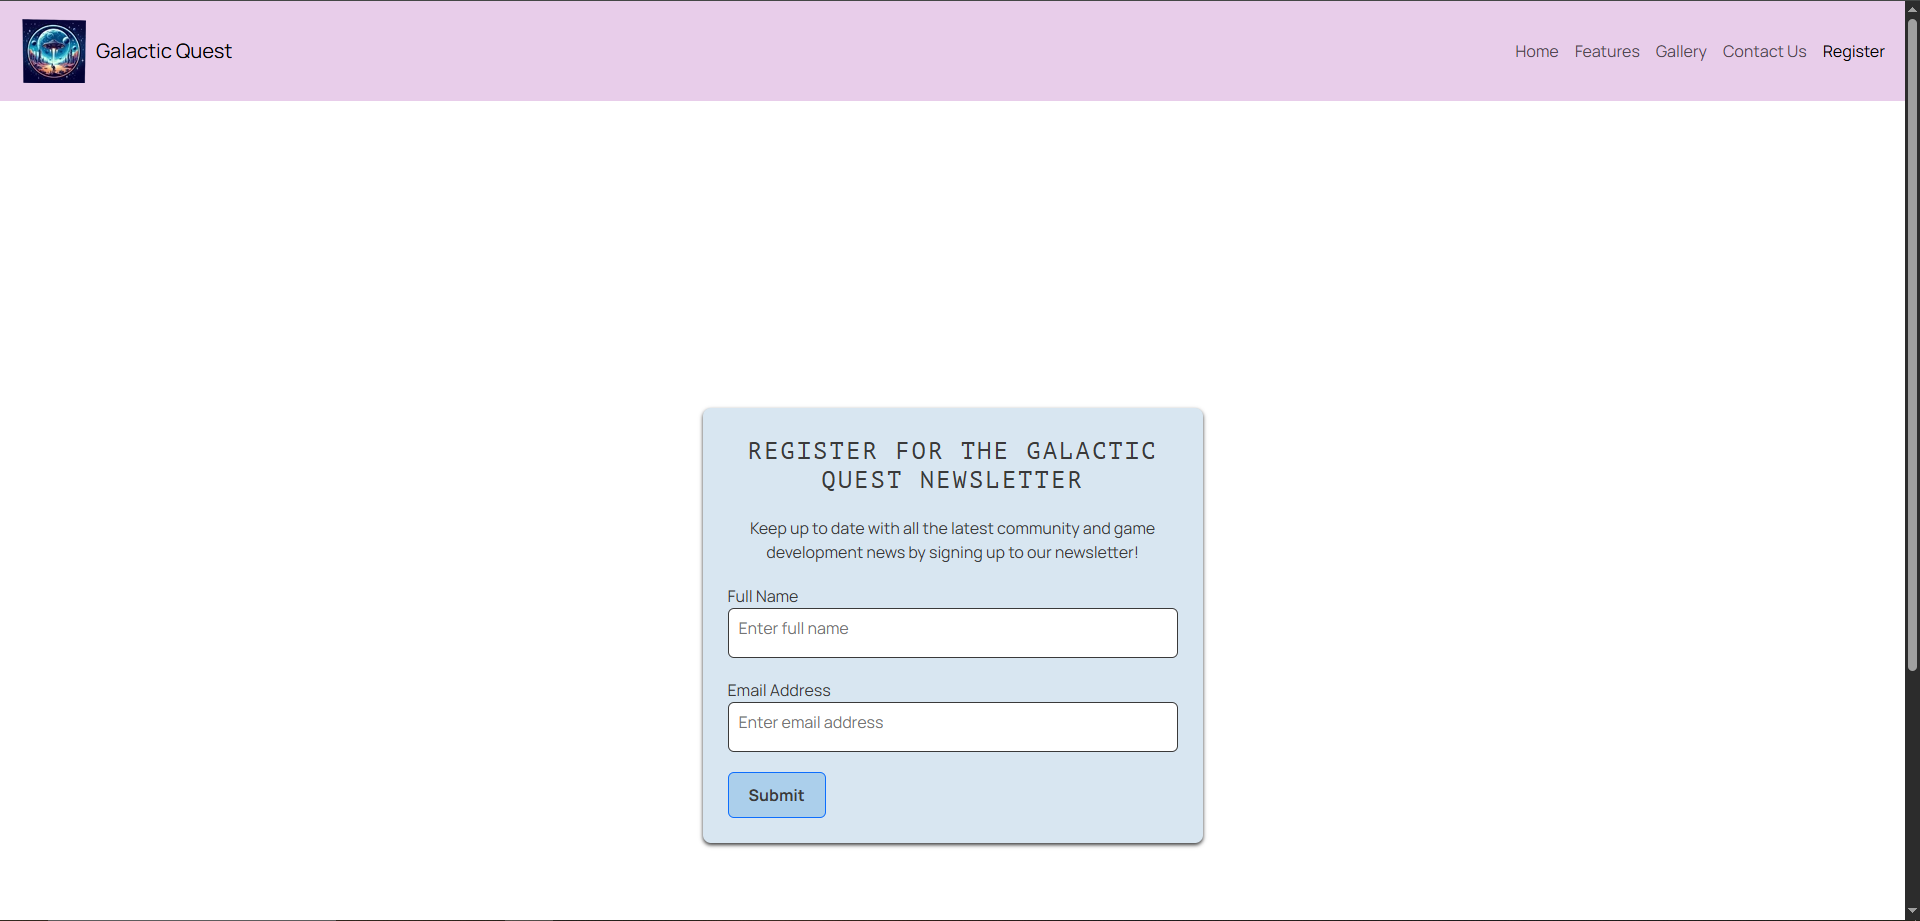 Galactic Quest
Home Features Gallery Contact Us Register
REGISTER FOR THE GALACTIC
QUEST NEWSLETTER
Keep up to date with all the latest community and game
development news by signing up to our newsletter!
Full Name
Enter full name
Email Address
Enter email address
Submit